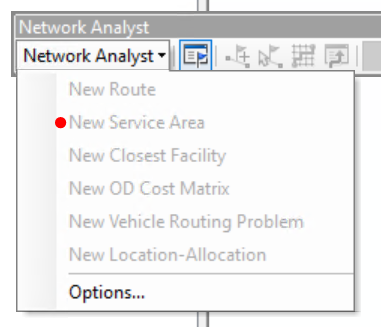 Network Analyst
Network Analyst
New Route
New Service Area
New Closest Facility
New OD Cost Matrix
New Vehicle Routing Problem
New Location-Allocation
Options...